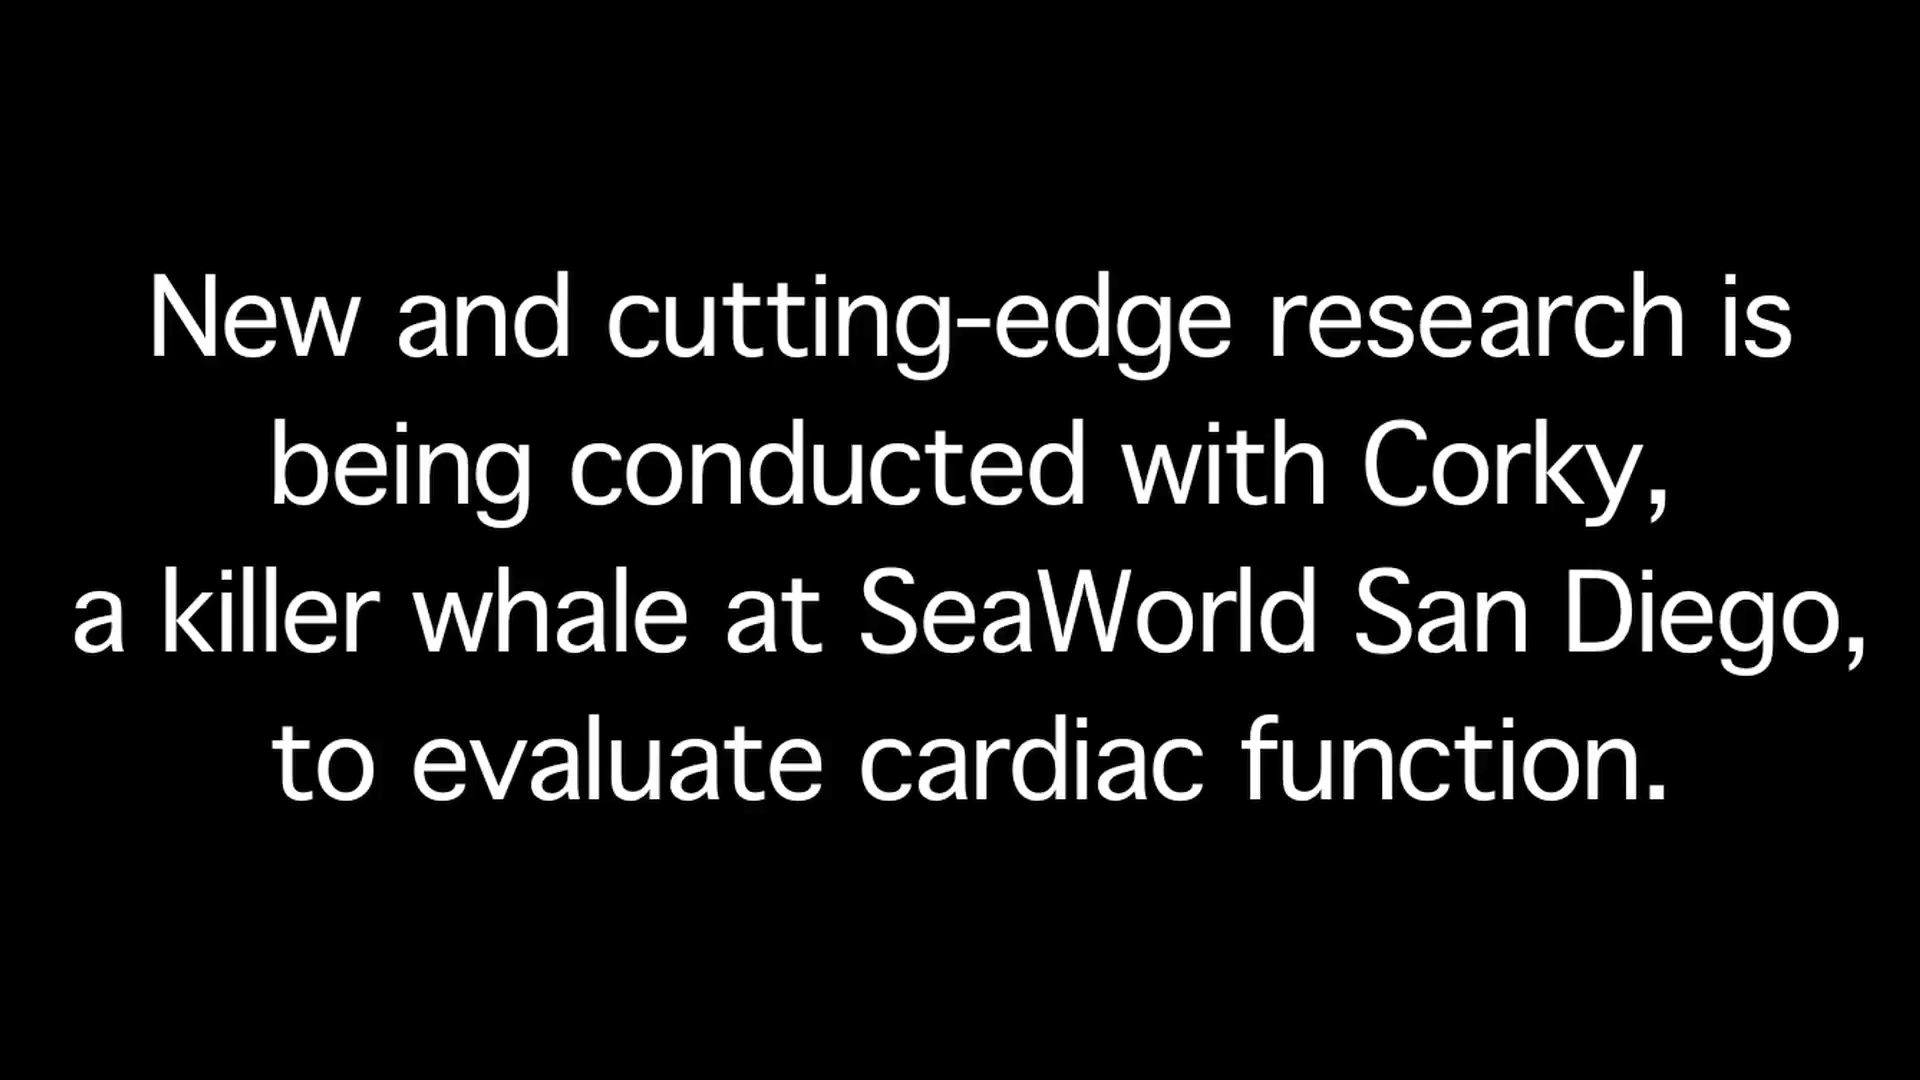 New and cutting-edge research is
being conducted with Corky,
a killer whale at SeaWorld San Diego,
to evaluate cardiac function.